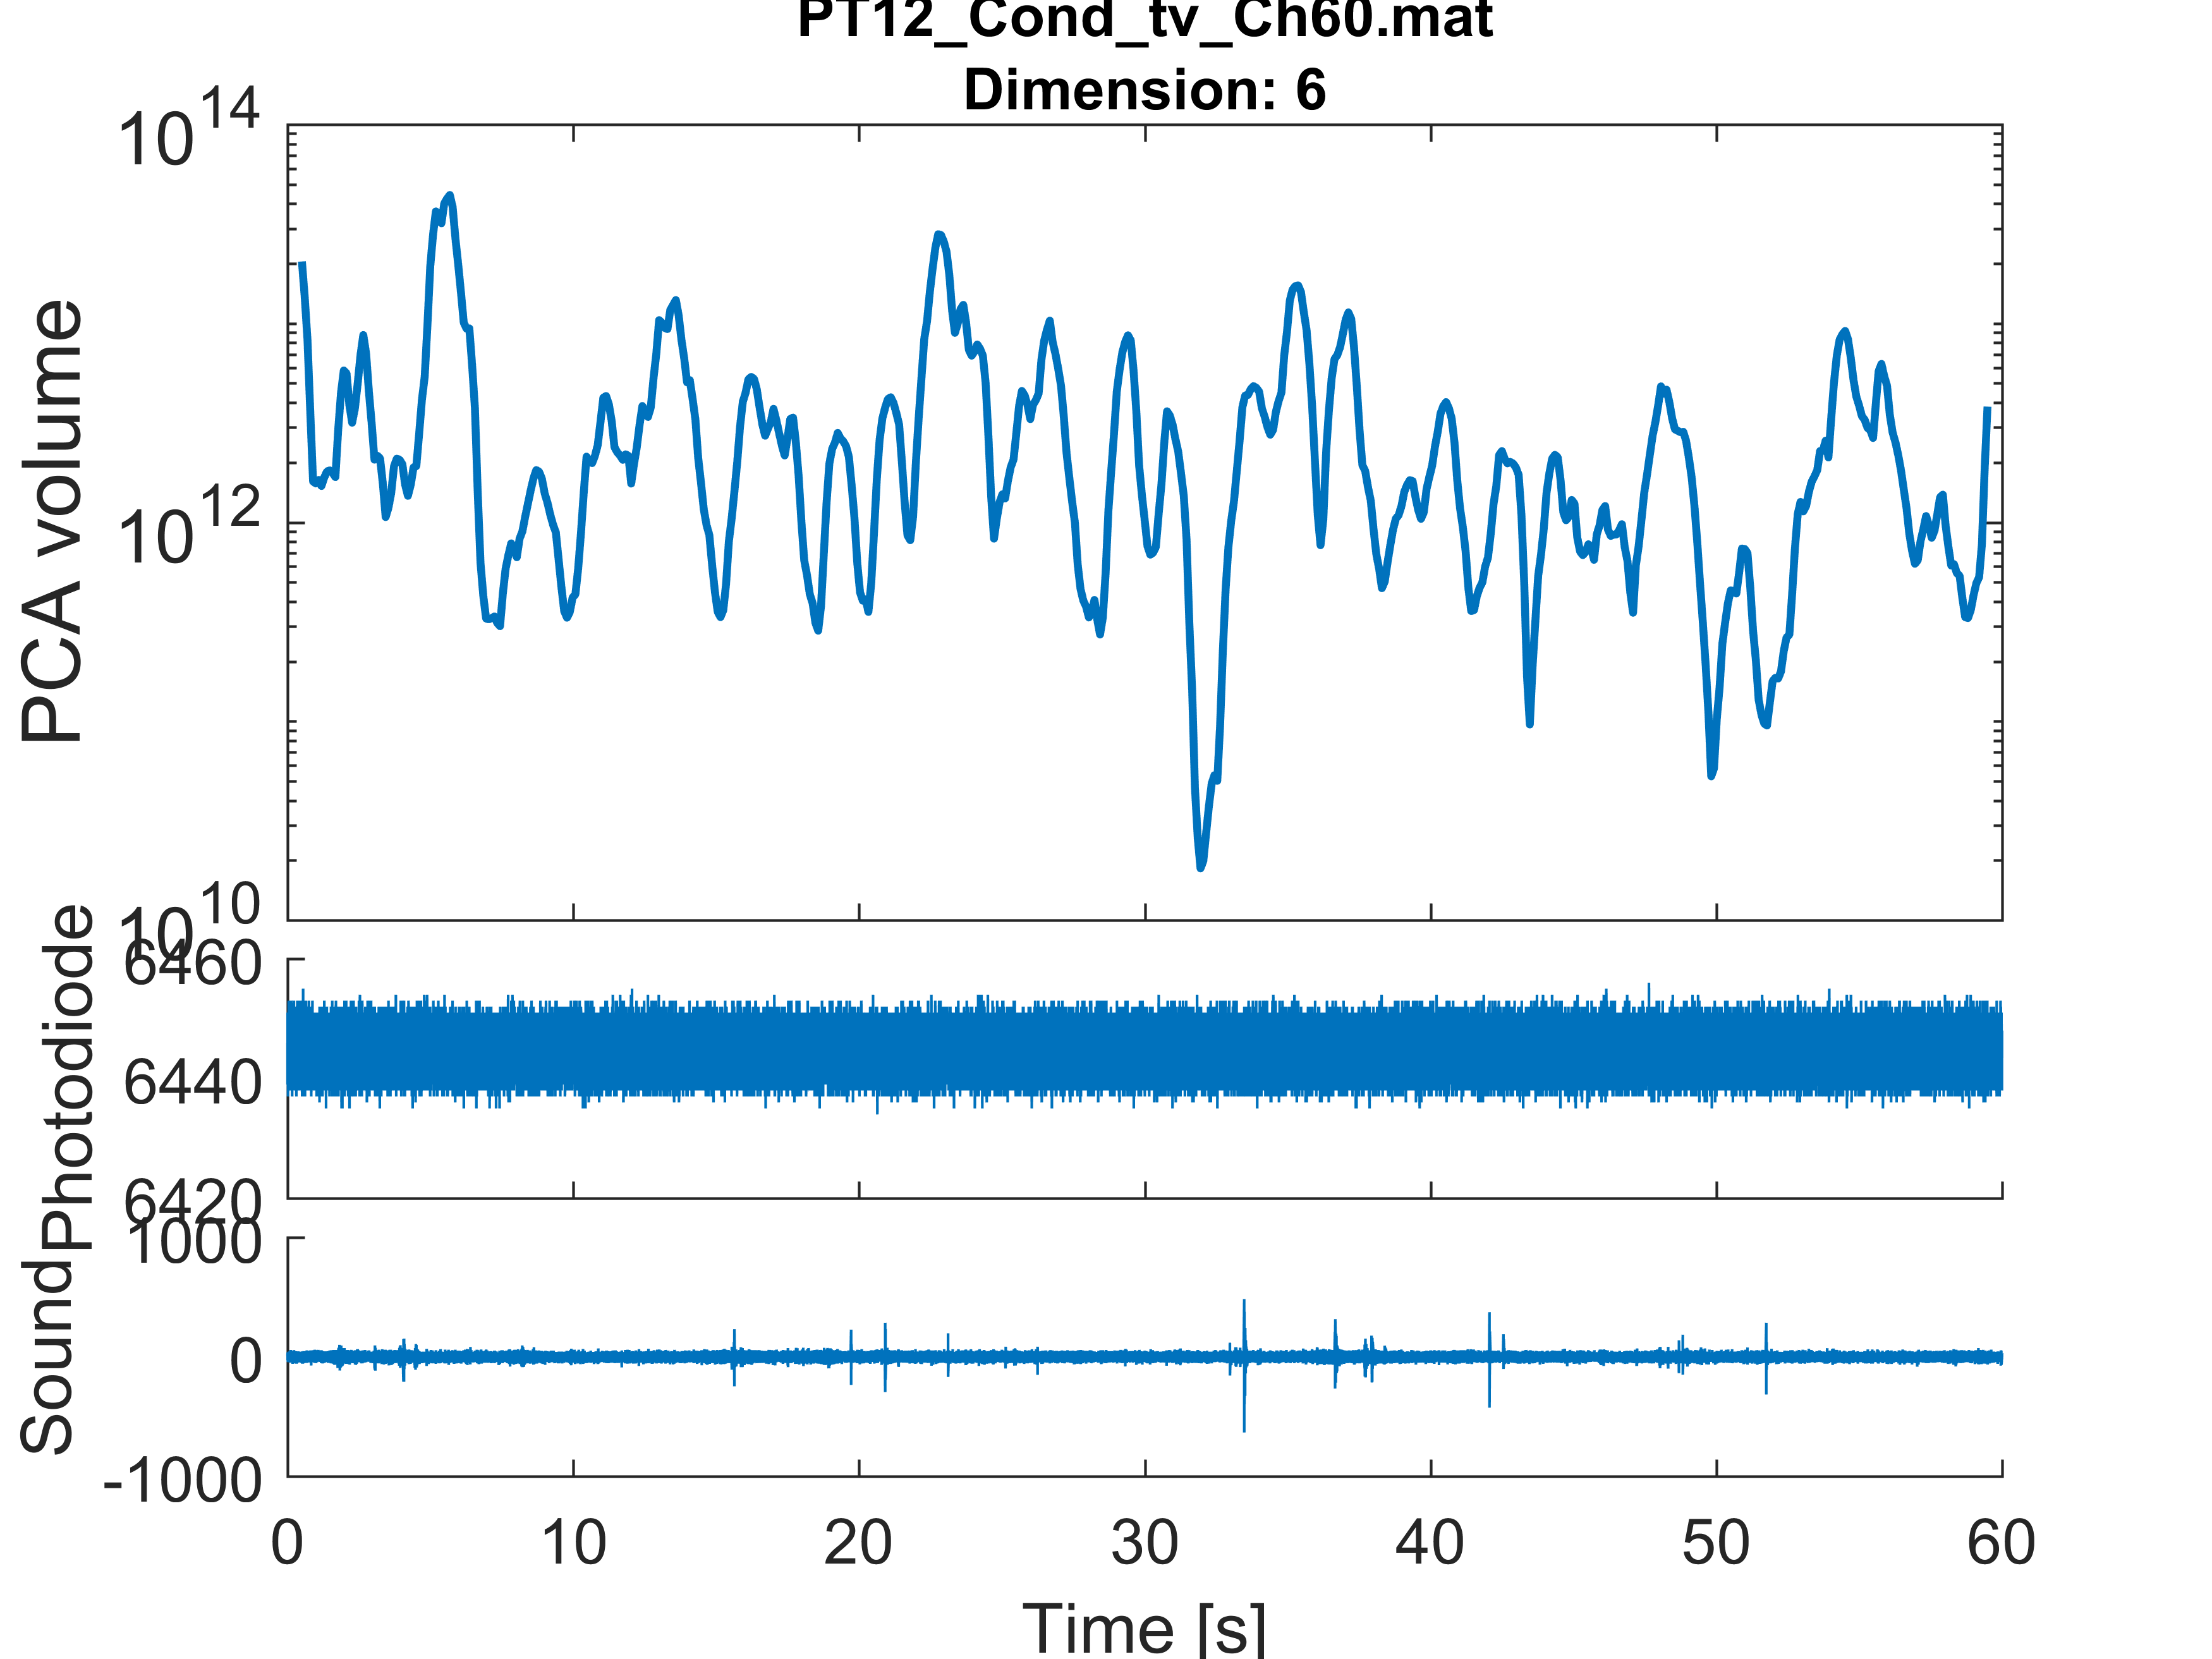 PT12_Cond_tv_Ch60.mat
Dimension: 6
10^14
10^12
10^10
PCA volume
6460
6440
6420
Photodiode
1000
0
-1000
Sound
0 10 20 30 40 50 60
Time [s]